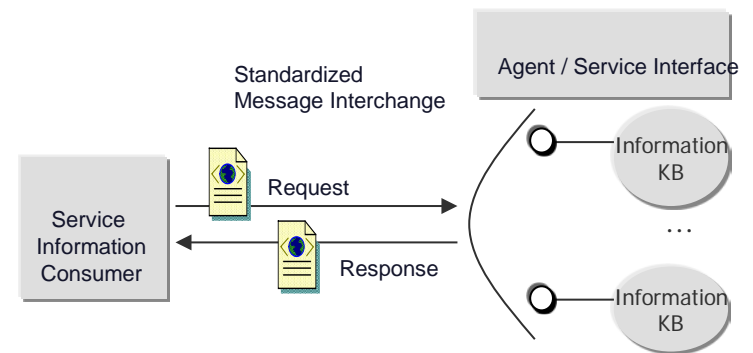 Standardized
Message Interchange
Agent / Service Interface
Request
Response
Service
Information
Consumer
Information
KB
...
Information
KB